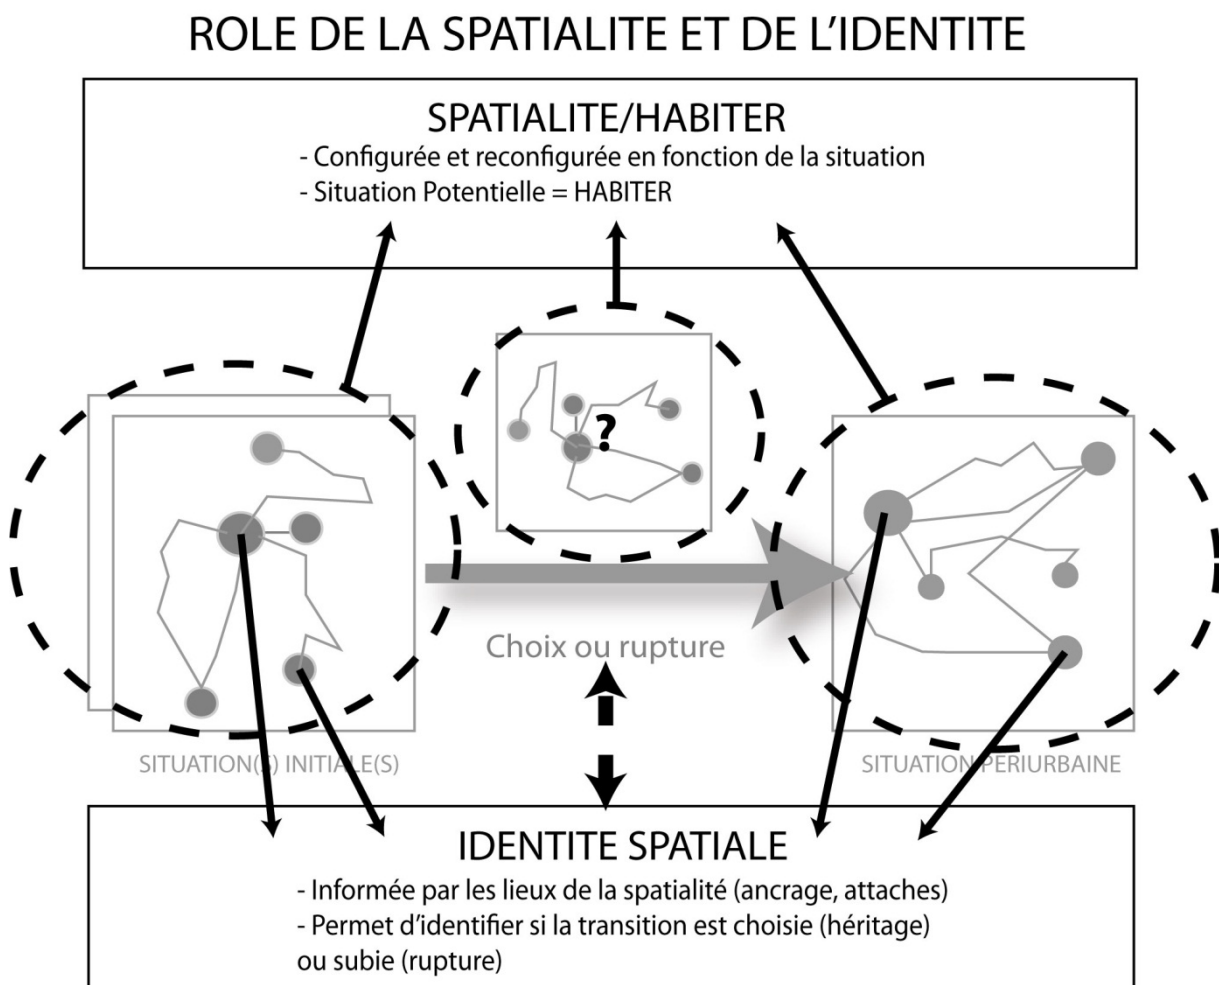 ROLE DE LA SPATIALITE ET DE L'IDENTITE
SPATIALITE/HABITER
- Configurée et reconfigurée en fonction de la situation
- Situation Potentielle = HABITER
?
Choix ou rupture
SITUATION(S) INITIALE(S)
SITUATION PERIURBAINE
IDENTITE SPATIALE
- Informée par les lieux de la spatialité (ancrage, attaches)
- Permet d'identifier si la transition est choisie (héritage)
ou subie (rupture)